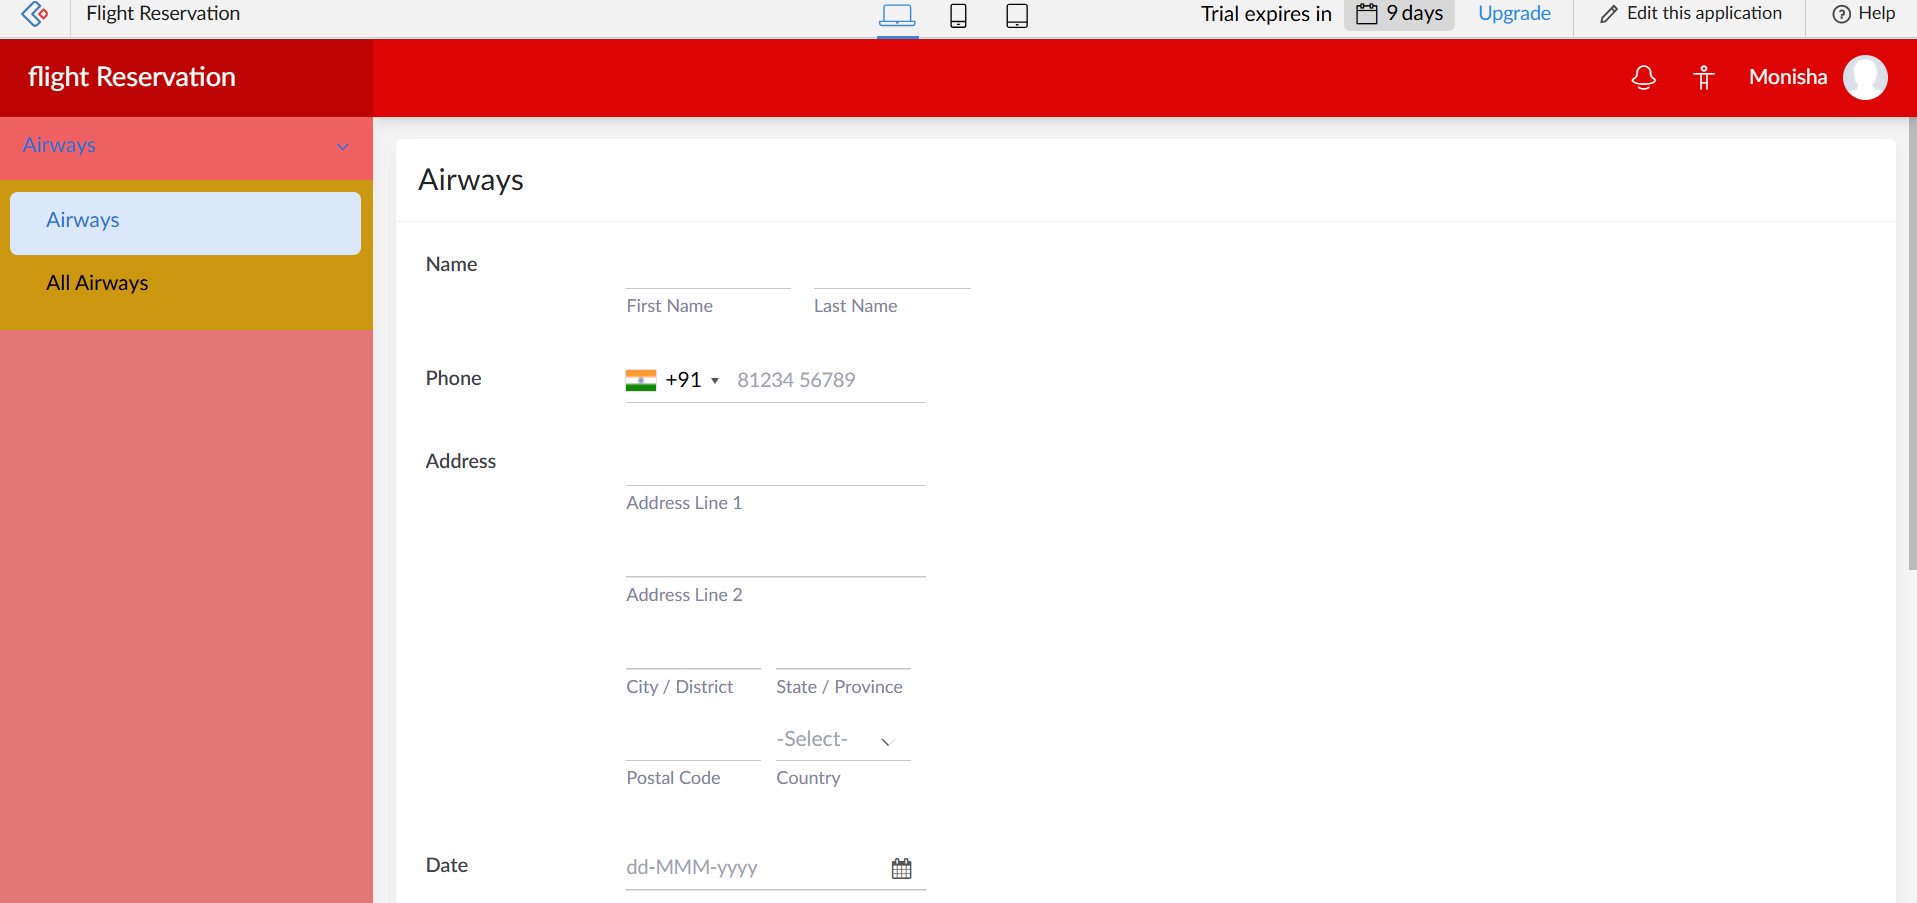 Flight Reservation
Trial expires in 9 days Upgrade Edit this application Help
flight Reservation
Monisha
Airways
Airways
All Airways
Airways
Name
First Name Last Name
Phone +91 81234 56789
Address
Address Line 1
Address Line 2
City / District State / Province
-Select-
Postal Code Country
Date dd-MMM-yyyy